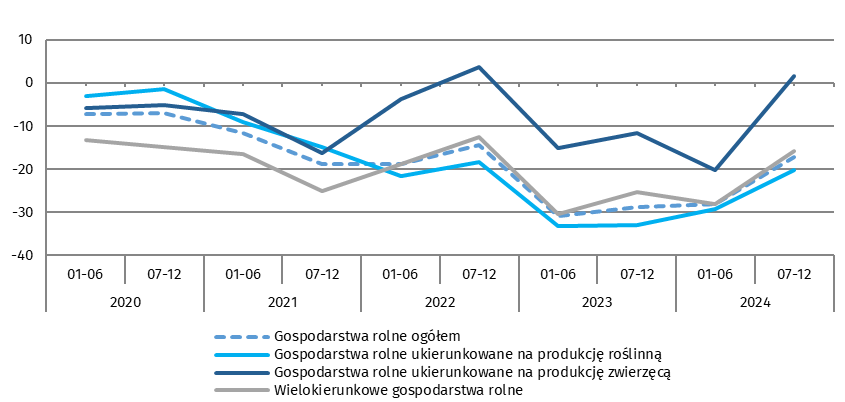 10
0
-10
-20
-30
-40
01-06 07-12 01-06 07-12 01-06 07-12 01-06 07-12 01-06 07-12
2020 2021 2022 2023 2024
Gospodarstwa rolne ogółem
Gospodarstwa rolne ukierunkowane na produkcję roślinną
Gospodarstwa rolne ukierunkowane na produkcję zwierzęcą
Wielokierunkowe gospodarstwa rolne